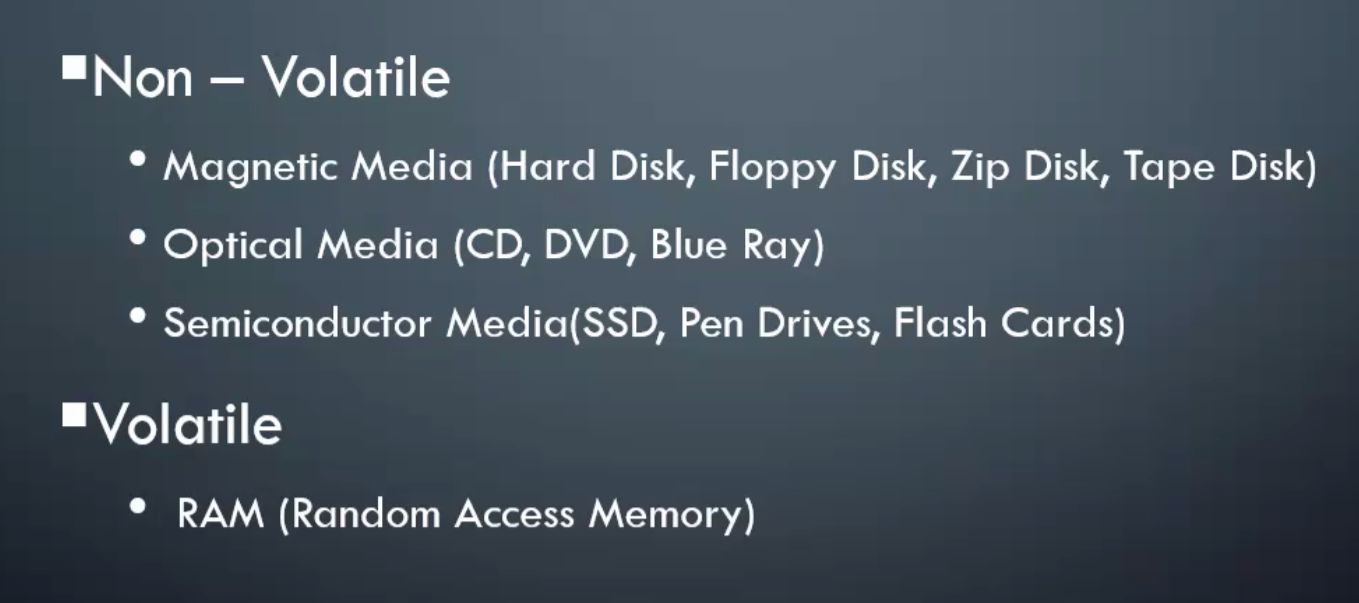 ▪Non – Volatile
• Magnetic Media (Hard Disk, Floppy Disk, Zip Disk, Tape Disk)
• Optical Media (CD, DVD, Blue Ray)
• Semiconductor Media(SSD, Pen Drives, Flash Cards)
▪Volatile
• RAM (Random Access Memory)